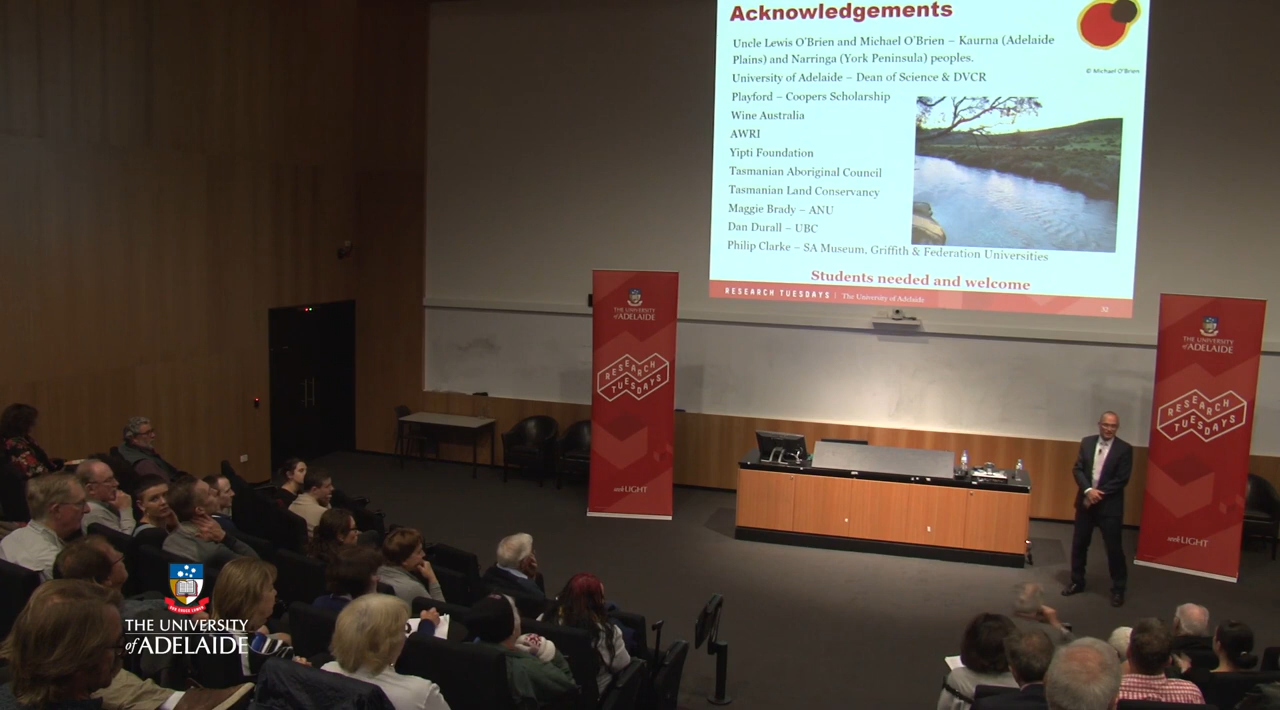 Acknowledgements
Uncle Lewis O'Brien and Michael O'Brien – Kaurna (Adelaide
Plains) and Narringa (York Peninsula) peoples.
© Michael O'Brien
University of Adelaide – Dean of Science & DVCR
Playford – Coopers Scholarship
Wine Australia
AWRI
Yipti Foundation
Tasmanian Aboriginal Council
Tasmanian Land Conservancy
Maggie Brady – ANU
Dan Durall – UBC
Philip Clarke – SA Museum, Griffith & Federation Universities
Students needed and welcome
RESEARCH TUESDAYS | The University of Adelaide
32
THE UNIVERSITY
of ADELAIDE
RESEARCH
TUESDAYS
seek LIGHT
THE UNIVERSITY
of ADELAIDE
RESEARCH
TUESDAYS
seek LIGHT
THE UNIVERSITY
of ADELAIDE